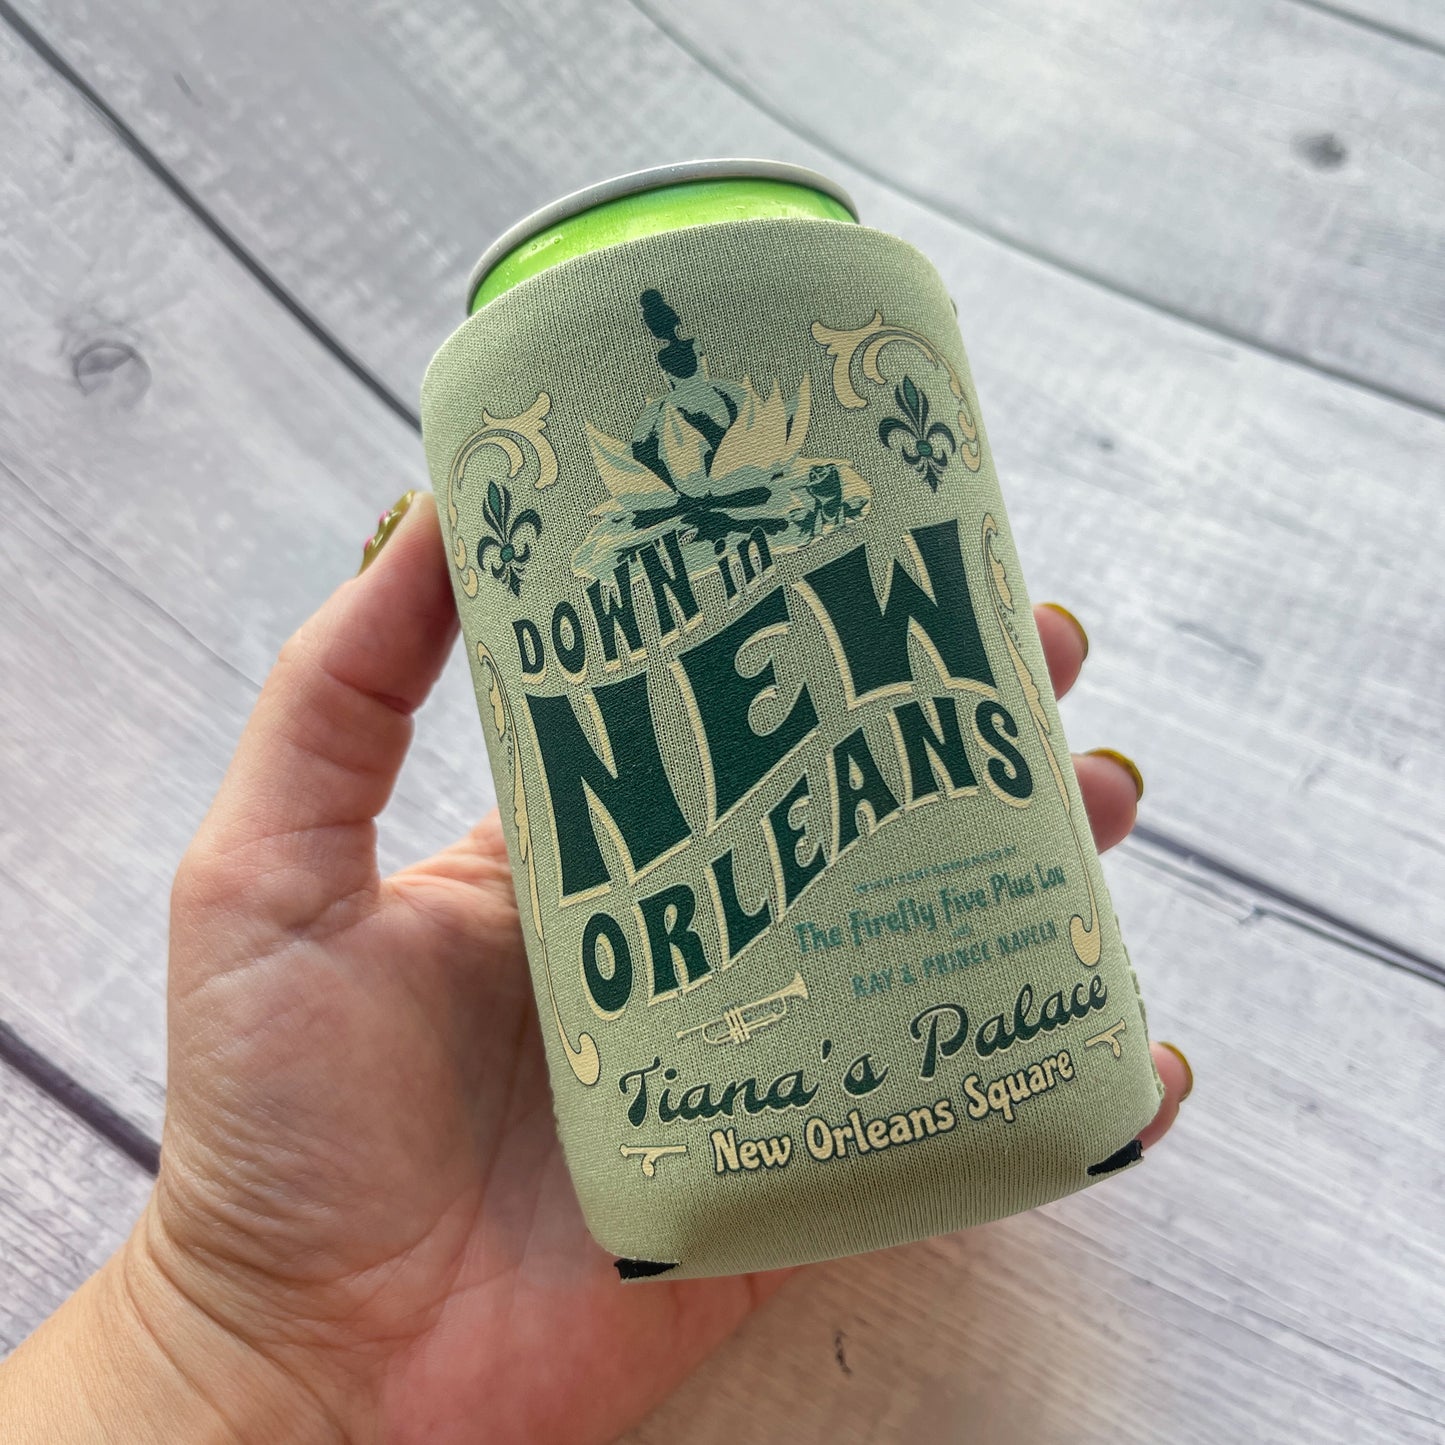 DOWN in
NEW
ORLEANS
The Firefly Five Plus Lou
RAY & PRINCE NAVEEN
Tiana's Palace
New Orleans Square